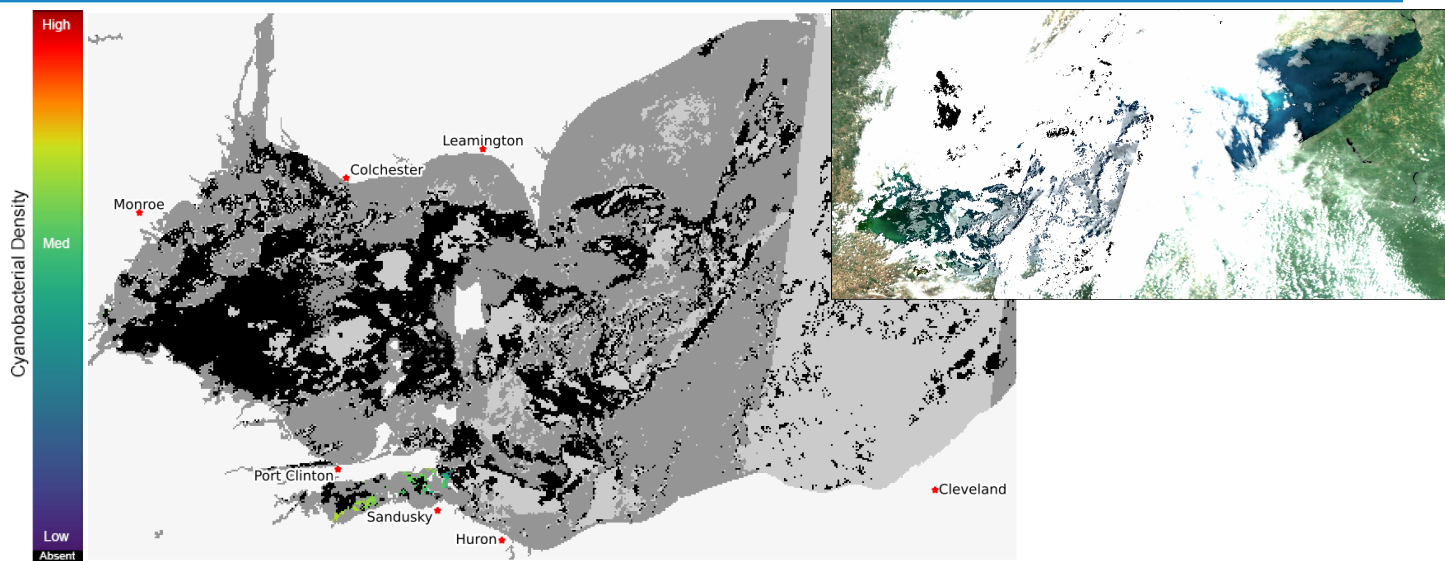 High
Cyanobacterial Density
Med
Low
Absent
Leamington
Colchester
Monroe
Port Clinton
Sandusky
Cleveland
Huron